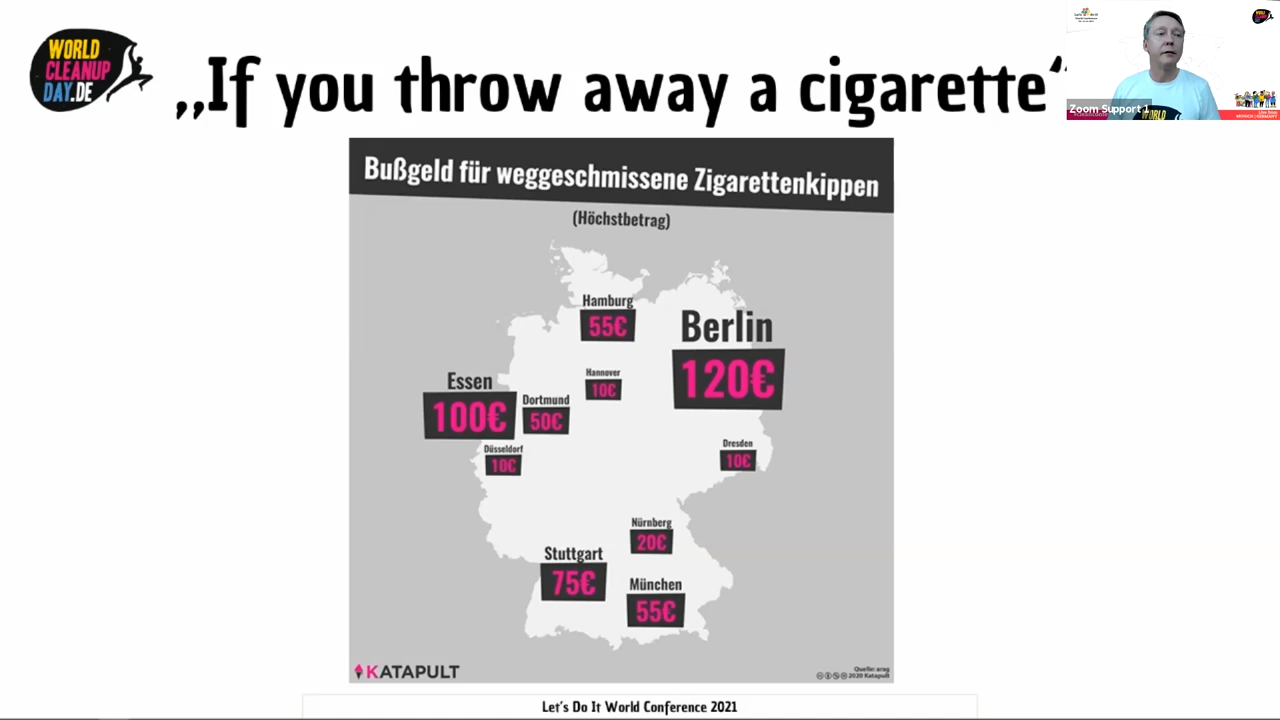 WORLD
CLEANUP
DAY.DE
„If you throw away a cigarette“
Zoom Support 1
Bußgeld für weggeschmissene Zigarettenkippen
(Höchstbetrag)
Hamburg
55€
Berlin
120€
Hannover
10€
Essen
100€
Dortmund
50€
Düsseldorf
10€
Dresden
10€
Nürnberg
20€
Stuttgart
75€
München
55€
KATAPULT
Quelle: arag
2020 Katapult
Let's Do It World Conference 2021